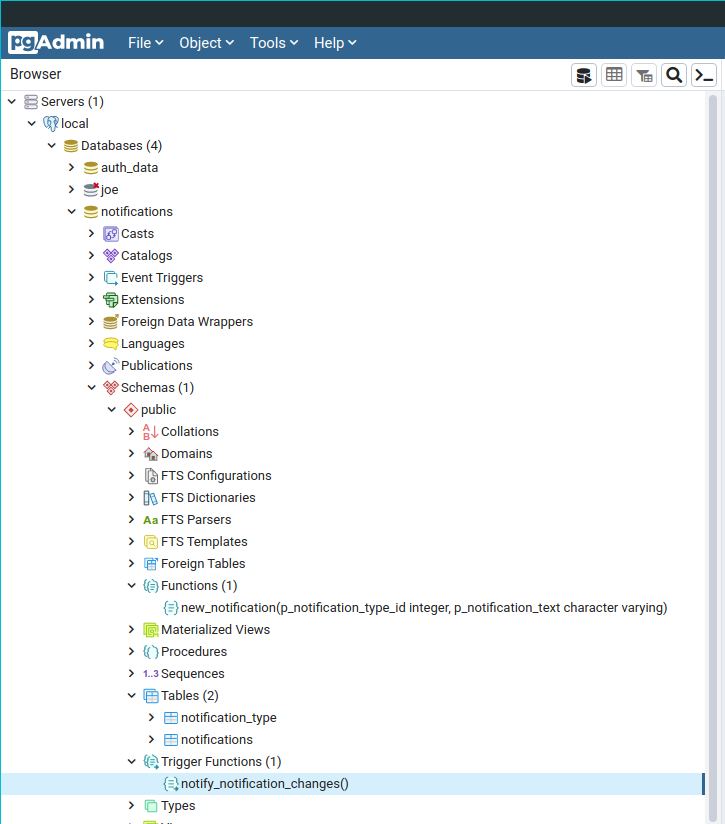 pgAdmin File Object Tools Help
Browser
Servers (1)
local
Databases (4)
auth_data
joe
notifications
Casts
Catalogs
Event Triggers
Extensions
Foreign Data Wrappers
Languages
Publications
Schemas (1)
public
Collations
Domains
FTS Configurations
FTS Dictionaries
Aa FTS Parsers
FTS Templates
Foreign Tables
Functions (1)
new_notification(p_notification_type_id integer, p_notification_text character varying)
Materialized Views
Procedures
1..3 Sequences
Tables (2)
notification_type
notifications
Trigger Functions (1)
notify_notification_changes()
Types